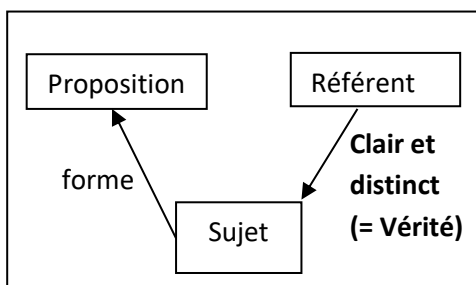 Proposition
Référent
forme
Clair et
distinct
(= Vérité)
Sujet